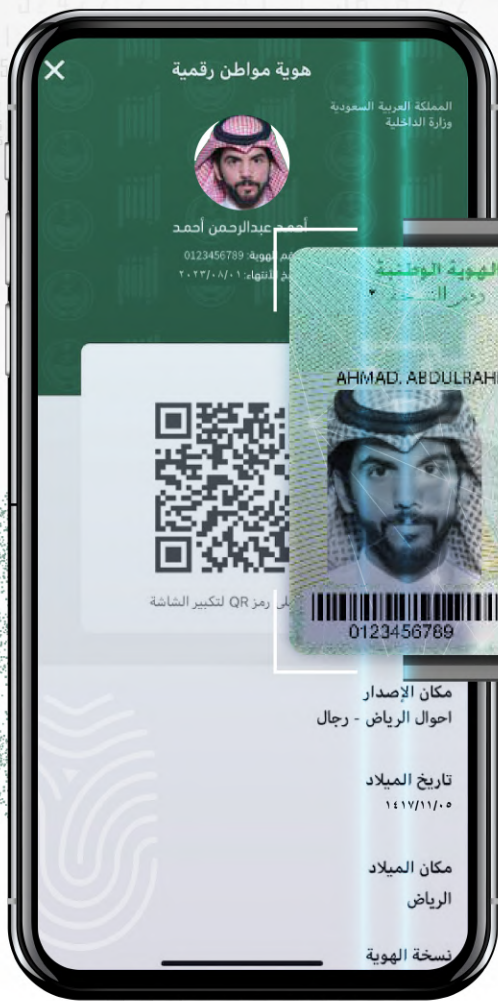 هوية مواطن رقمية
المملكة العربية السعودية
وزارة الداخلية
أحمد عبدالرحمن أحمد
الهوية: 0123456789
الأنتهاء: ٢٠٢٣/٠٨/٠١
الهوية الوطنية
AHMAD. ABDULRAH
0123456789
رمز QR لتكبير الشاشة
مكان الإصدار
احوال الرياض - رجال
تاريخ الميلاد
١٤١٧/١١/٠٥
مكان الميلاد
الرياض
نسخة الهوية